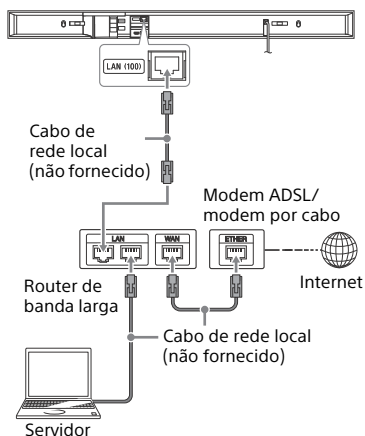 LAN (100)
Cabo de
rede local
(não fornecido)
Modem ADSL/
modem por cabo
LAN
WAN
ETHER
Internet
Router de
banda larga
Cabo de rede local
(não fornecido)
Servidor